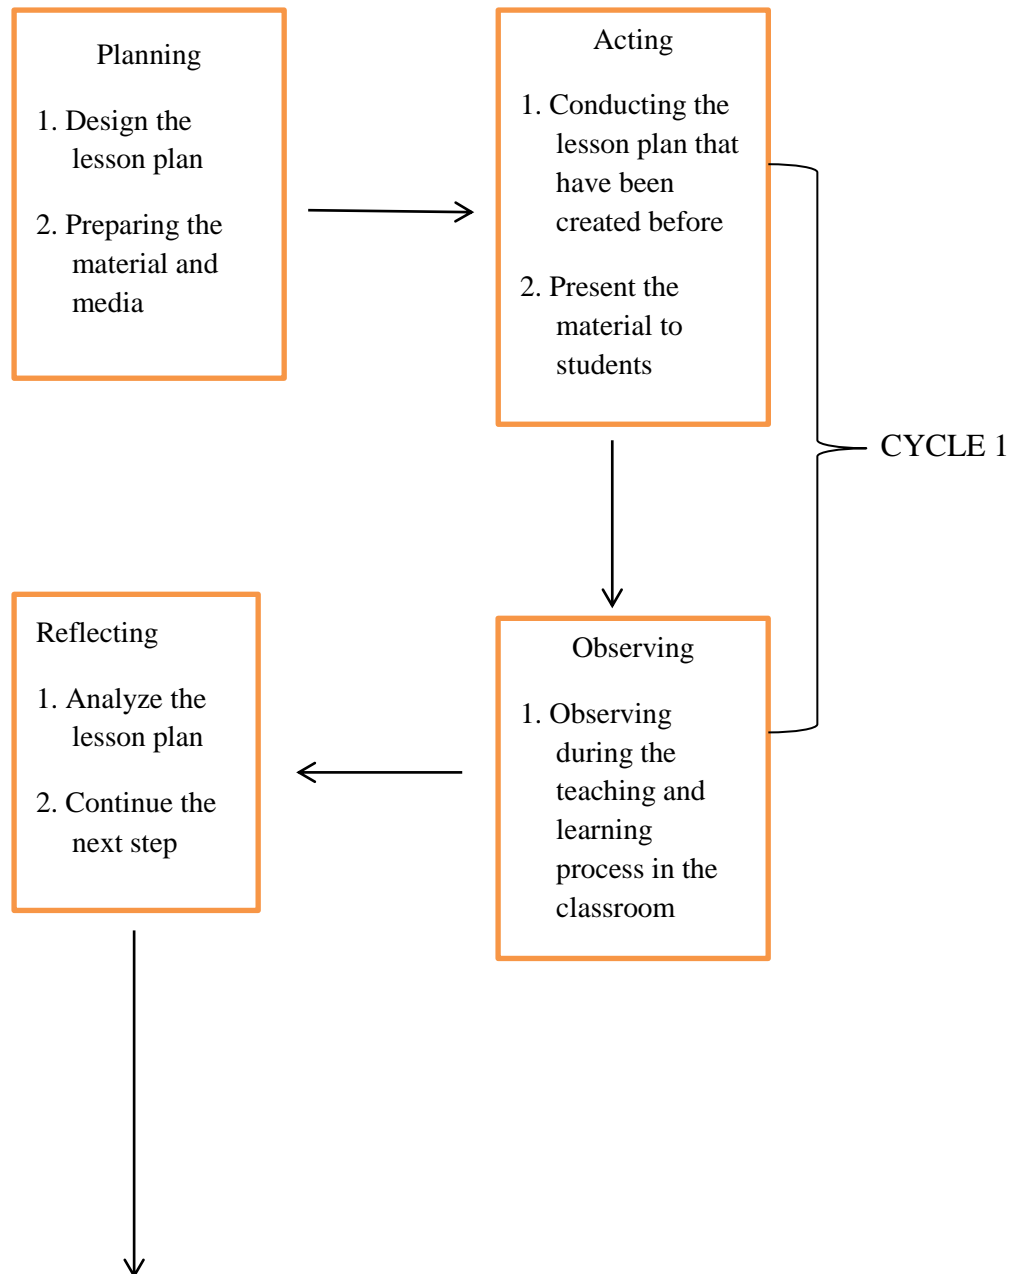 Planning
1. Design the
lesson plan
2. Preparing the
material and
media
Acting
1. Conducting the
lesson plan that
have been
created before
2. Present the
material to
students
CYCLE 1
Observing
1. Observing
during the
teaching and
learning
process in the
classroom
Reflecting
1. Analyze the
lesson plan
2. Continue the
next step